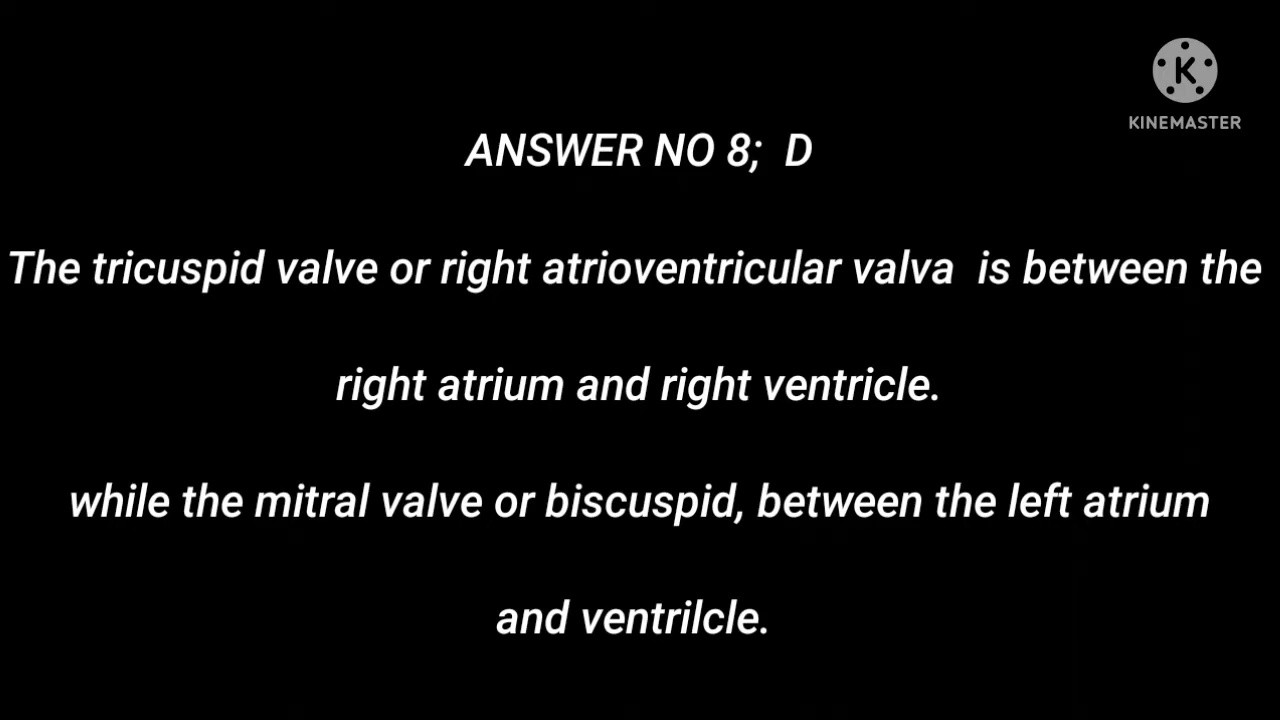 K
KINEMASTER
ANSWER NO 8;  D
The tricuspid valve or right atrioventricular valva  is between the
right atrium and right ventricle.
while the mitral valve or biscuspid, between the left atrium
and ventrilcle.